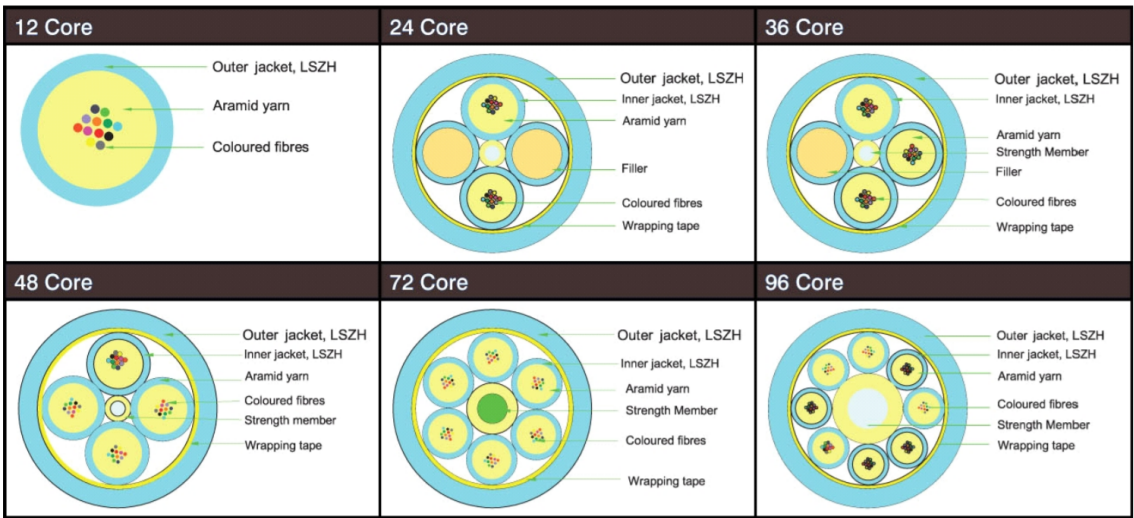 12 Core
Outer jacket, LSZH
Aramid yarn
Coloured fibres
24 Core
Outer jacket, LSZH
Inner jacket, LSZH
Aramid yarn
Filler
Coloured fibres
Wrapping tape
36 Core
Outer jacket, LSZH
Inner jacket, LSZH
Aramid yarn
Strength Member
Filler
Coloured fibres
Wrapping tape
48 Core
Outer jacket, LSZH
Inner jacket, LSZH
Aramid yarn
Coloured fibres
Strength member
Wrapping tape
72 Core
Outer jacket, LSZH
Inner jacket, LSZH
Aramid yarn
Strength Member
Coloured fibres
Wrapping tape
96 Core
Outer jacket, LSZH
Inner jacket, LSZH
Aramid yarn
Coloured fibres
Strength Member
Wrapping tape